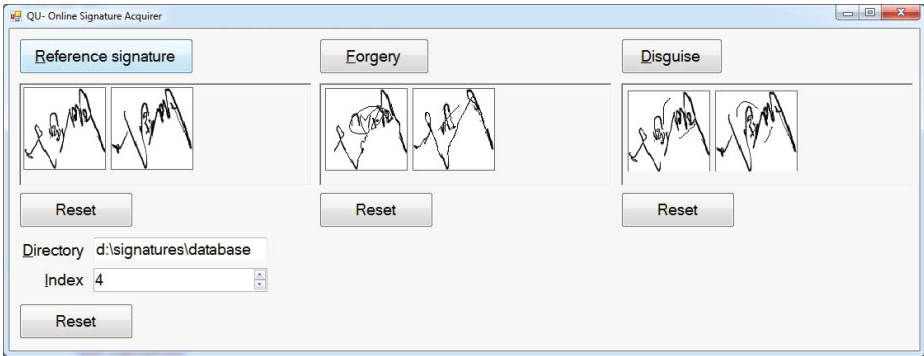 QU- Online Signature Acquirer
Reference signature
Forgery
Disguise
Reset
Reset
Reset
Directory d:\signatures\database
Index 4
Reset